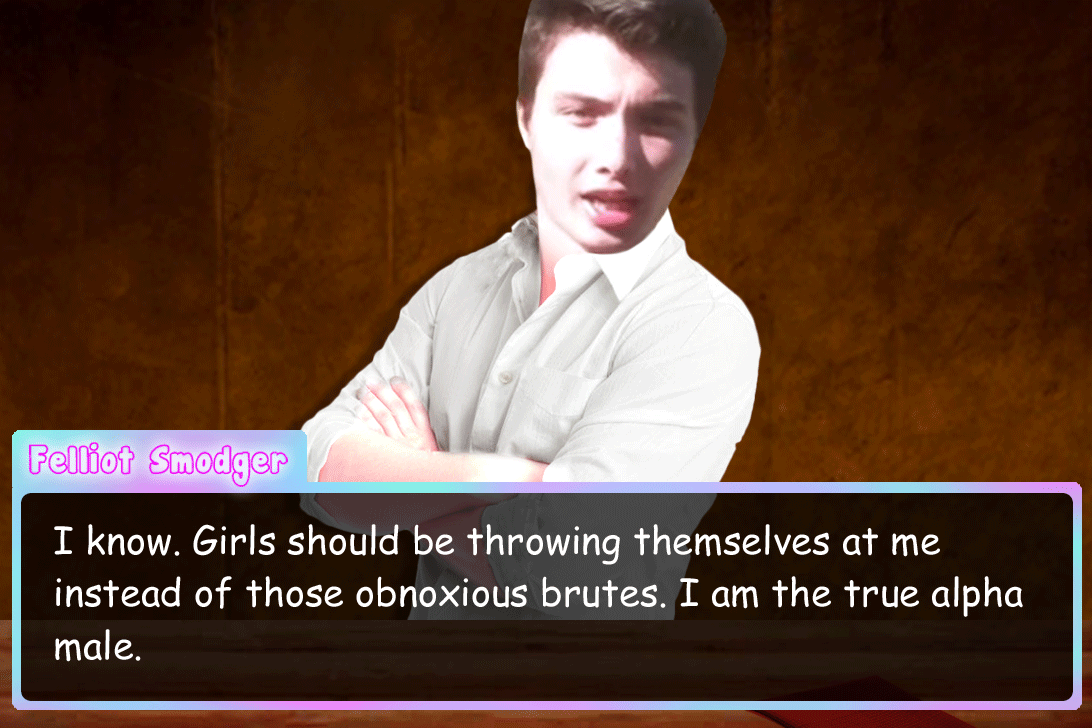 Felliot Smodger
I know. Girls should be throwing themselves at me
instead of those obnoxious brutes. I am the true alpha
male.